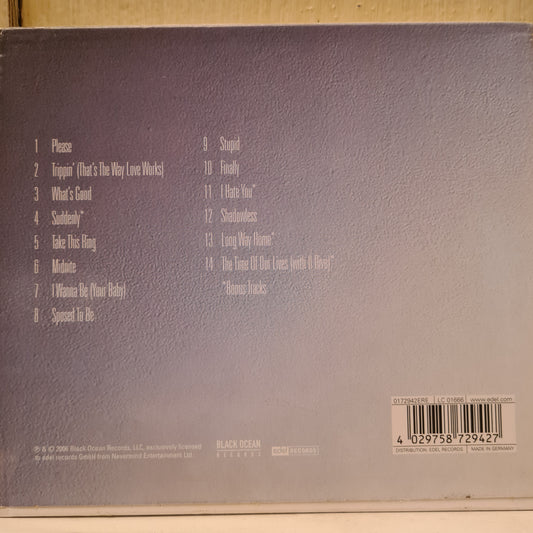 1 Please
2 Trippin' (That's The Way Love Works)
3 What's Good
4 Suddenly*
5 Take This Ring
6 Midnite
7 I Wanna Be (Your Baby)
8 Sposed To Be
9 Stupid
10 Finally
11 I Hate You*
12 Shadowless
13 Long Way Home*
14 The Time Of Our Lives (with Il Divo)*
*Bonus Tracks
℗ & © 2006 Black Ocean Records, LLC, exclusively licensed
to edel records GmbH from Nevermind Entertainment Ltd.
BLACK OCEAN
RECORDS
edel RECORDS
0172942ERE LC 01666 www.edel.com
4 029758 729427
DISTRIBUTION: EDEL RECORDS MADE IN GERMANY